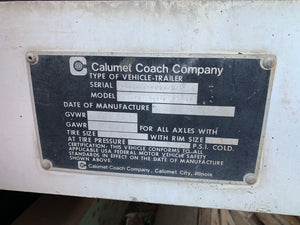 Calumet Coach Company
TYPE OF VEHICLE-TRAILER
SERIAL
MODEL
DATE OF MANUFACTURE
GVWR
GAWR FOR ALL AXLES WITH
TIRE SIZE WITH RIM SIZE
AT TIRE PRESSURE P.S.I. COLD.
CERTIFICATION: THIS VEHICLE CONFORMS TO ALL
APPLICABLE USA FEDERAL MOTOR VEHICLE SAFETY
STANDARDS IN EFFECT ON THE DATE OF MANUFACTURE
SHOWN ABOVE.
Calumet Coach Company, Calumet City, Illinois